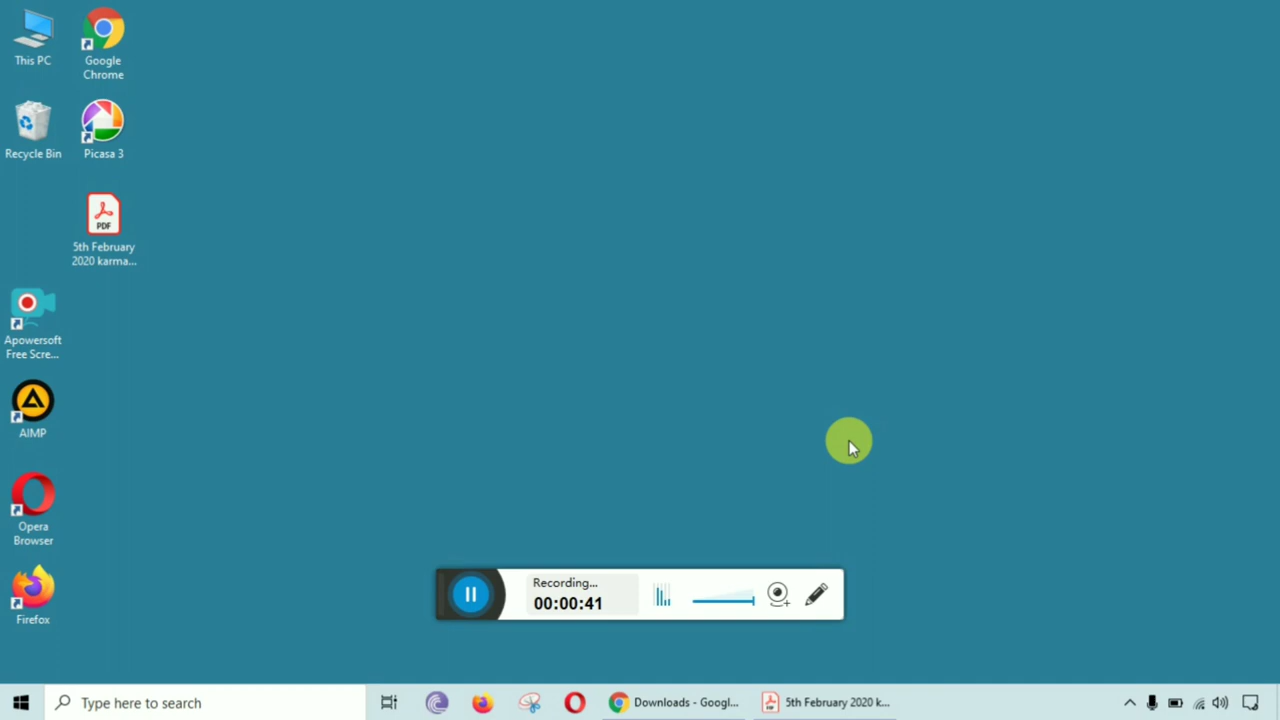 This PC
Google
Chrome
Recycle Bin
Picasa 3
PDF
5th February
2020 karma...
Apowersoft
Free Scre...
AIMP
Opera
Browser
Firefox
Recording...
00:00:41
Type here to search
Downloads - Googl...
5th February 2020 k...